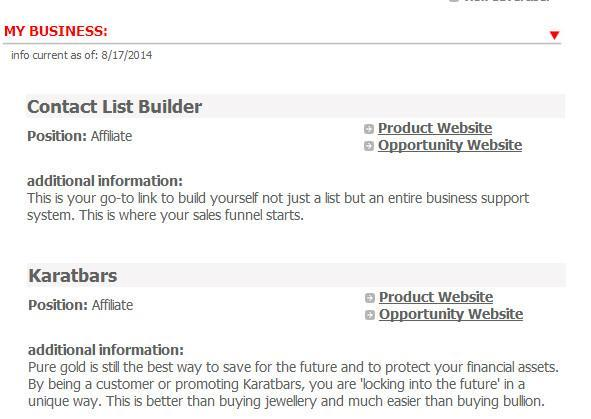 MY BUSINESS:
info current as of: 8/17/2014
Contact List Builder
Position: Affiliate
Product Website
Opportunity Website
additional information:
This is your go-to link to build yourself not just a list but an entire business support
system. This is where your sales funnel starts.
Karatbars
Position: Affiliate
Product Website
Opportunity Website
additional information:
Pure gold is still the best way to save for the future and to protect your financial assets.
By being a customer or promoting Karatbars, you are 'locking into the future' in a
unique way. This is better than buying jewellery and much easier than buying bullion.